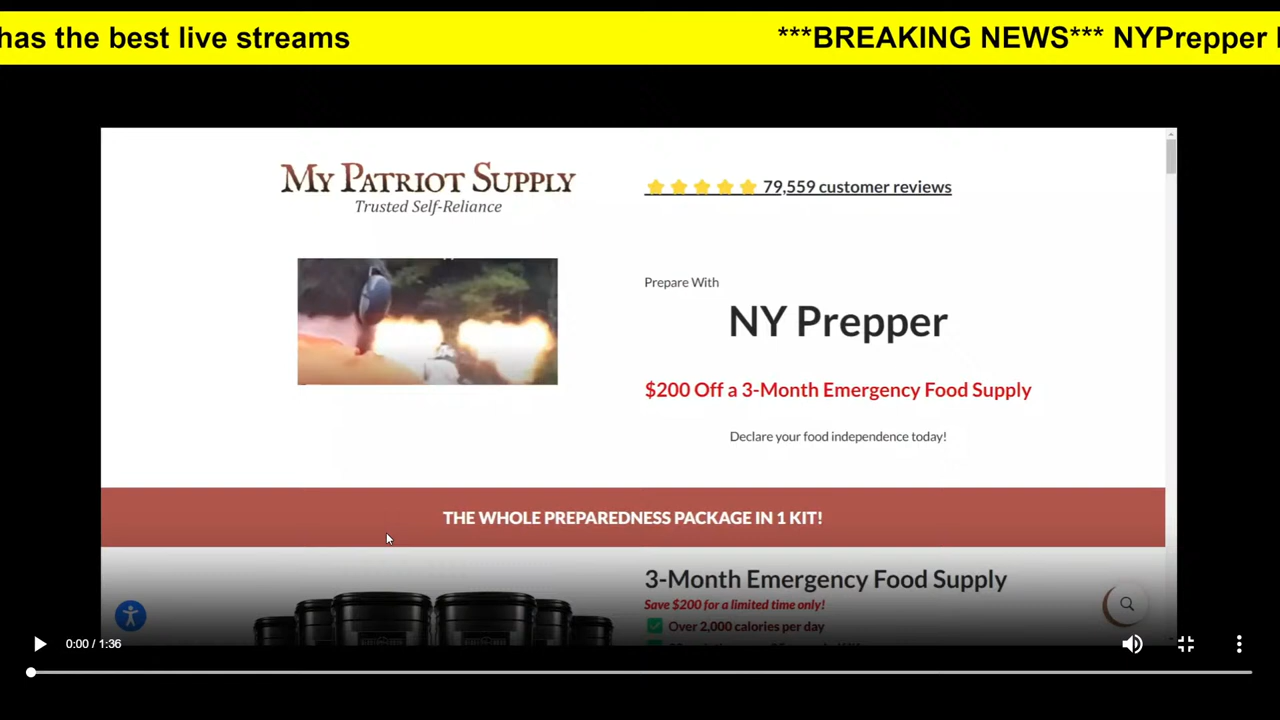 has the best live streams ***BREAKING NEWS*** NYPrepper
MY PATRIOT SUPPLY
Trusted Self-Reliance
79,559 customer reviews
Prepare With
NY Prepper
$200 Off a 3-Month Emergency Food Supply
Declare your food independence today!
THE WHOLE PREPAREDNESS PACKAGE IN 1 KIT!
3-Month Emergency Food Supply
Save $200 for a limited time only!
Over 2,000 calories per day
0:00 / 1:36